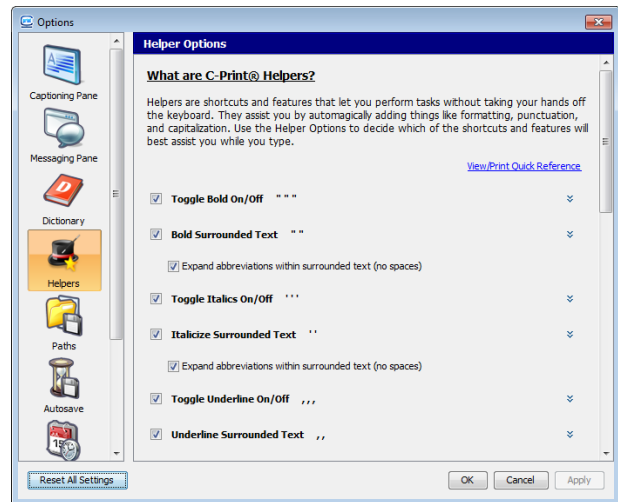 Options
Captioning Pane
Messaging Pane
Dictionary
Helpers
Paths
Autosave
Helper Options
What are C-Print® Helpers?
Helpers are shortcuts and features that let you perform tasks without taking your hands off
the keyboard. They assist you by automagically adding things like formatting, punctuation,
and capitalization. Use the Helper Options to decide which of the shortcuts and features will
best assist you while you type.
View/Print Quick Reference
Toggle Bold On/Off " " "
Bold Surrounded Text " "
Expand abbreviations within surrounded text (no spaces)
Toggle Italics On/Off ' ' '
Italicize Surrounded Text ' '
Expand abbreviations within surrounded text (no spaces)
Toggle Underline On/Off , , ,
Underline Surrounded Text , ,
Reset All Settings
OK Cancel Apply